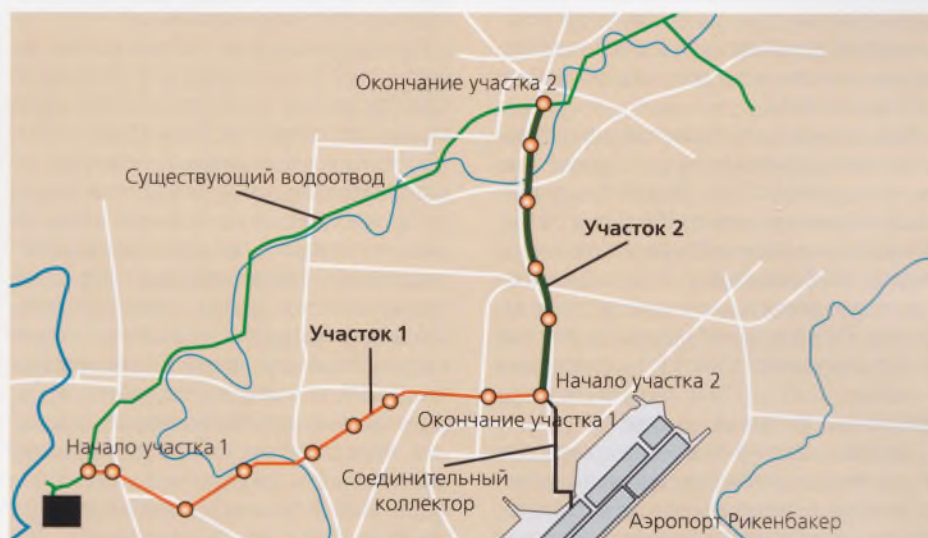 Окончание участка 2
Существующий водоотвод
Участок 2
Участок 1
Начало участка 2
Окончание участка 1
Начало участка 1
Соединительный
коллектор
Аэропорт Рикенбакер